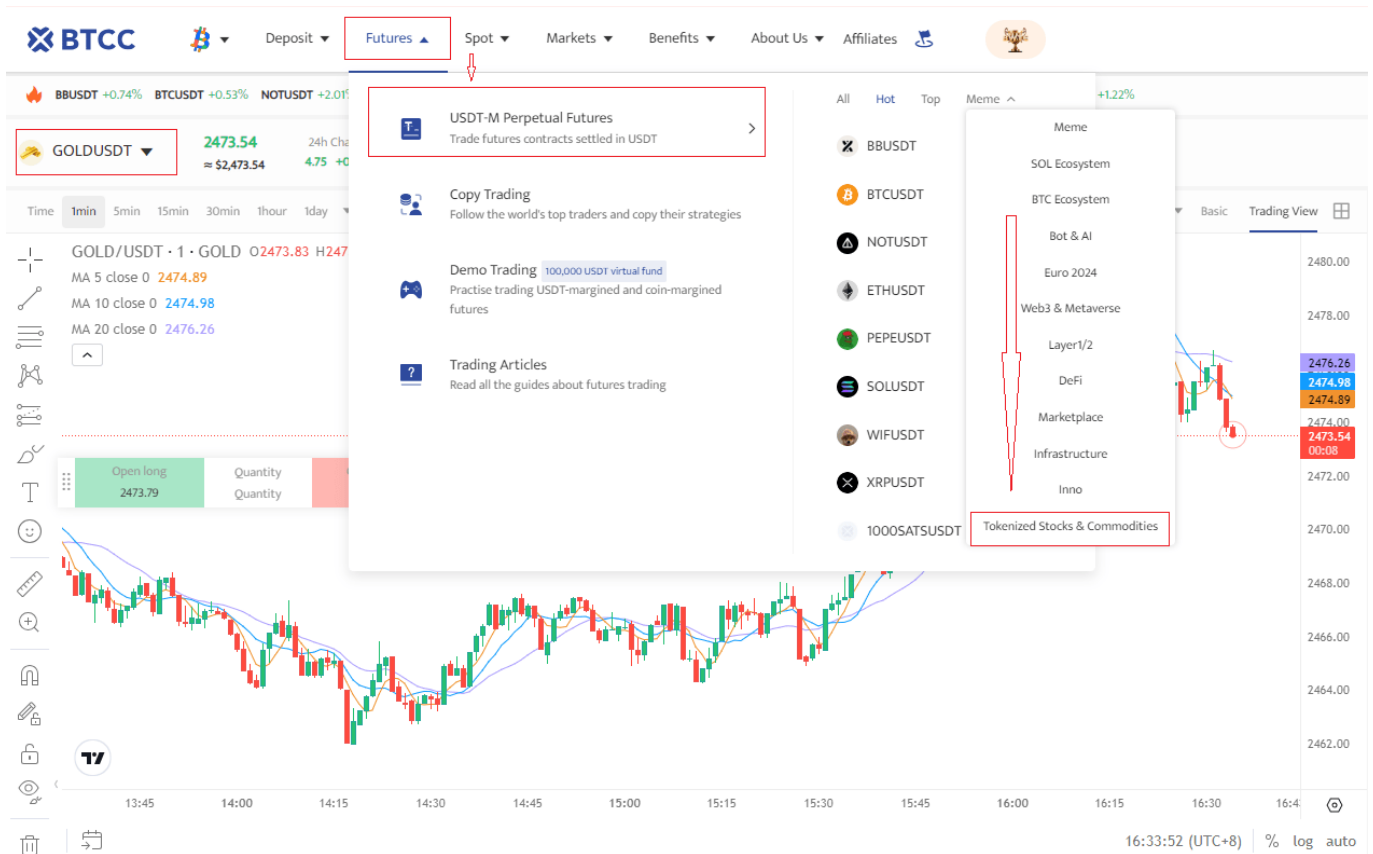 BTCC
Deposit
Futures
Spot
Markets
Benefits
About Us
Affiliates
BBUSDT +0.74% BTCUSDT +0.53% NOTUSDT
+1.22%
GOLDUSDT
2473.54
≈ $2,473.54
24h
4.75
USDT-M Perpetual Futures
Trade futures contracts settled in USDT
Copy Trading
Follow the world's top traders and copy their strategies
Demo Trading 100,000 USDT virtual fund
Practise trading USDT-margined and coin-margined
futures
Trading Articles
Read all the guides about futures trading
All Hot Top Meme
BBUSDT
BTCUSDT
NOTUSDT
ETHUSDT
PEPEUSDT
SOLUSDT
WIFUSDT
XRPUSDT
1000SATSUSDT
Meme
SOL Ecosystem
BTC Ecosystem
Bot & AI
Euro 2024
Web3 & Metaverse
Layer1/2
DeFi
Marketplace
Infrastructure
Inno
Tokenized Stocks & Commodities
Time 1min 5min 15min 30min 1hour 1day
Basic Trading View
GOLD/USDT · 1 · GOLD O2473.83
MA 5 close 0 2474.89
MA 10 close 0 2474.98
MA 20 close 0 2476.26
Open long
2473.79
Quantity
Quantity
2480.00
2478.00
2476.26
2474.98
2474.89
2474.00
2473.54
00:08
2472.00
2470.00
2468.00
2466.00
2464.00
2462.00
13:45 14:00 14:15 14:30 14:45 15:00 15:15 15:30 15:45 16:00 16:15 16:30
16:33:52 (UTC+8) % log auto